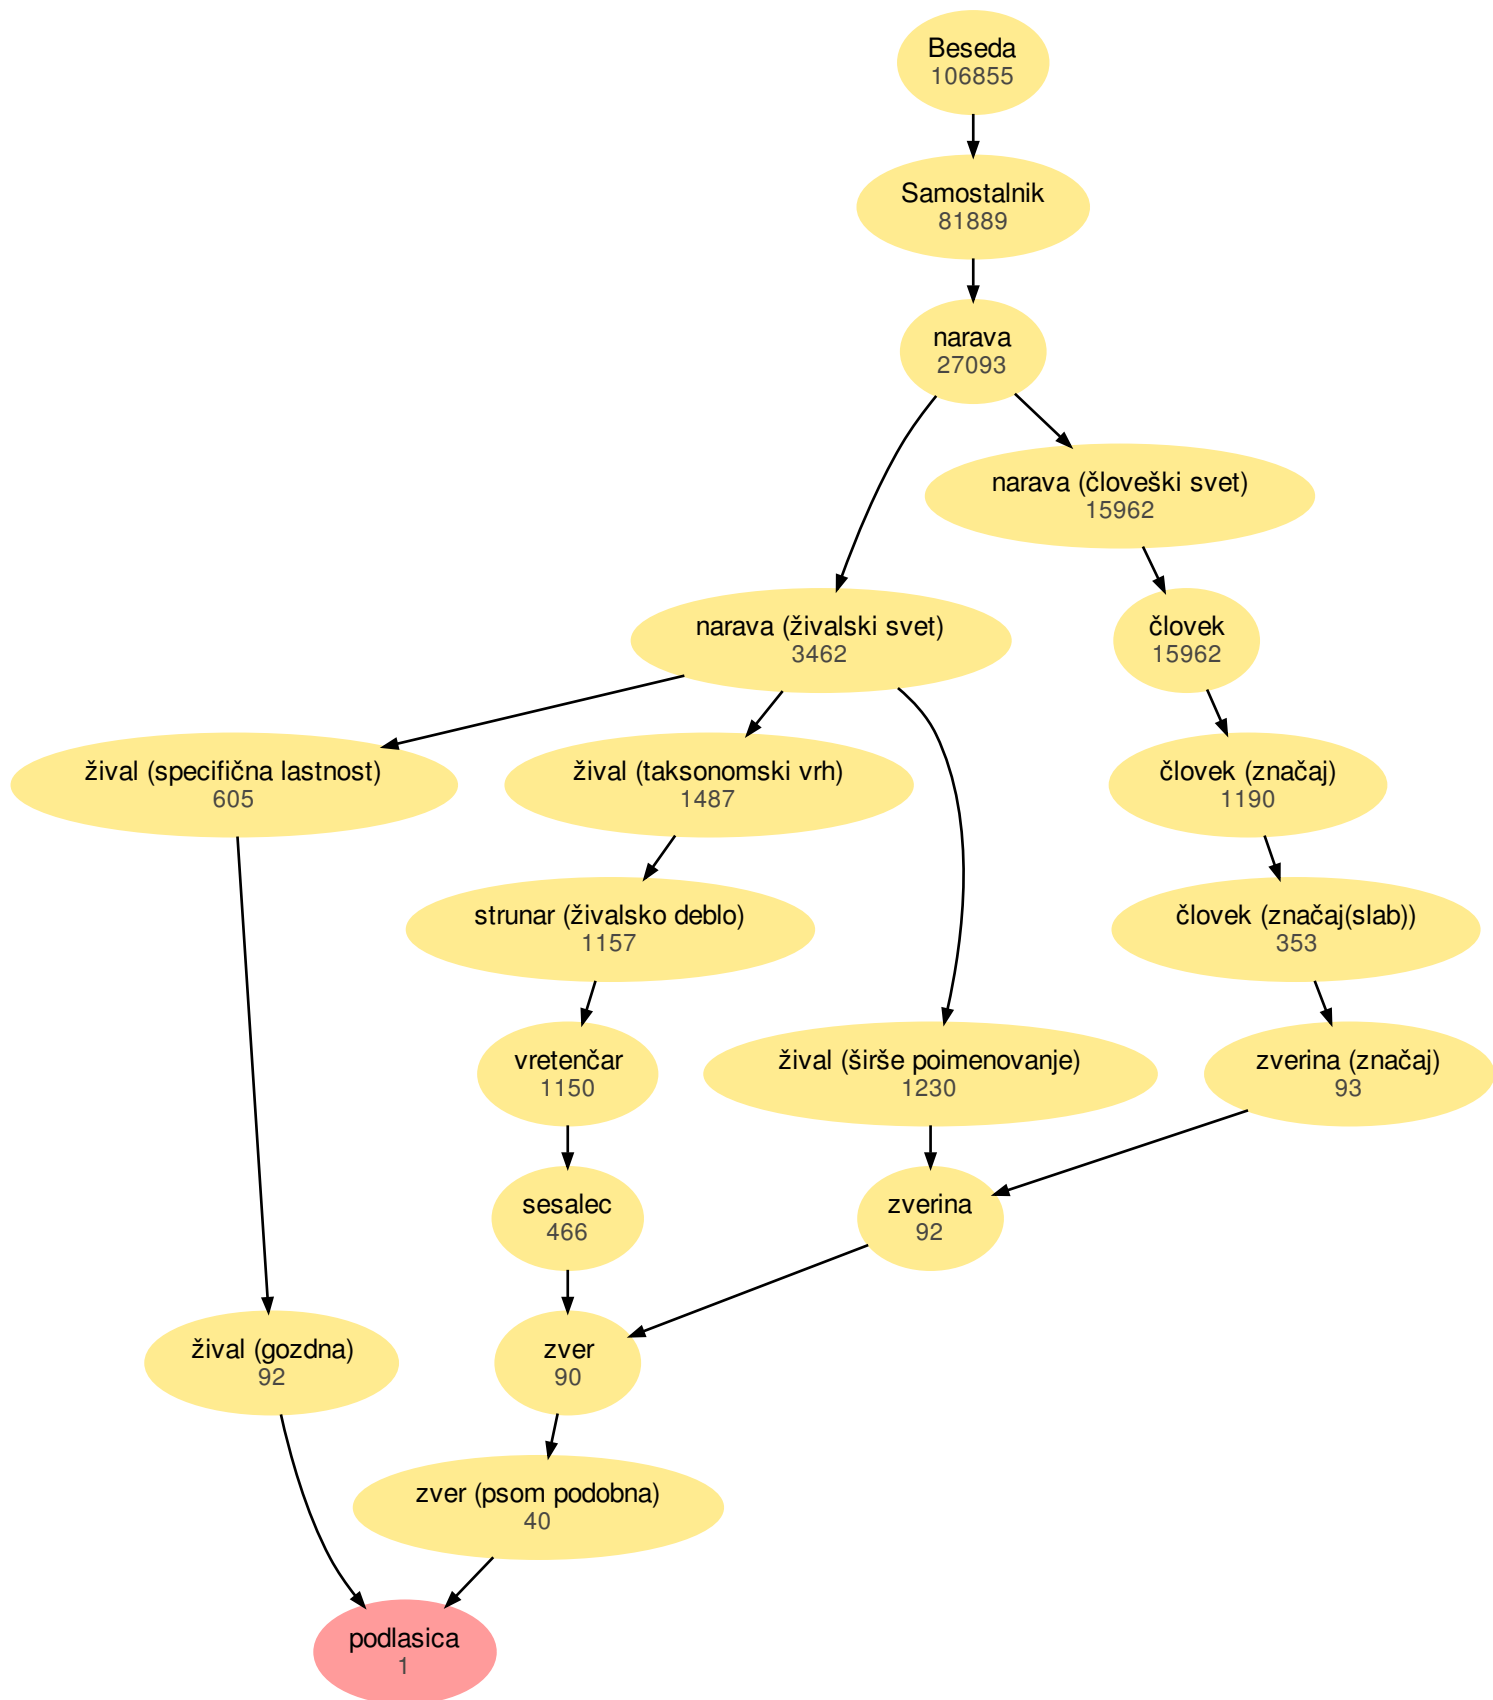 Beseda
106855
Samostalnik
81889
narava
27093
narava (človeški svet)
15962
narava (živalski svet)
3462
človek
15962
žival (specifična lastnost)
605
žival (taksonomski vrh)
1487
človek (značaj)
1190
strunar (živalsko deblo)
1157
človek (značaj(slab))
353
vretenčar
1150
žival (širše poimenovanje)
1230
zverina (značaj)
93
sesalec
466
zverina
92
žival (gozdna)
92
zver
90
zver (psom podobna)
40
podlasica
1